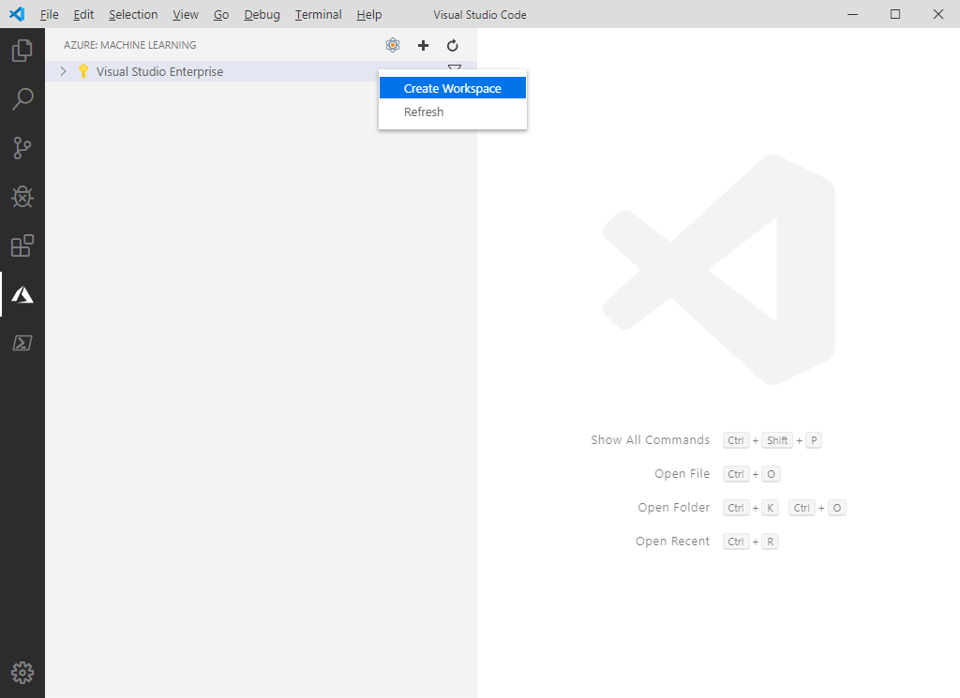 File Edit Selection View Go Debug Terminal Help Visual Studio Code
AZURE: MACHINE LEARNING
Visual Studio Enterprise
Create Workspace
Refresh
Show All Commands Ctrl + Shift + P
Open File Ctrl + O
Open Folder Ctrl + K Ctrl + O
Open Recent Ctrl + R